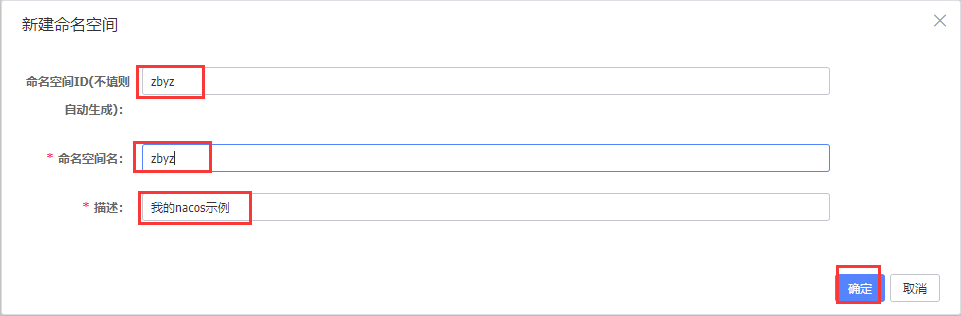 新建命名空间
命名空间ID(不填则
自动生成)：
zbyz
* 命名空间名：
zbyz
* 描述：
我的nacos示例
确定
取消